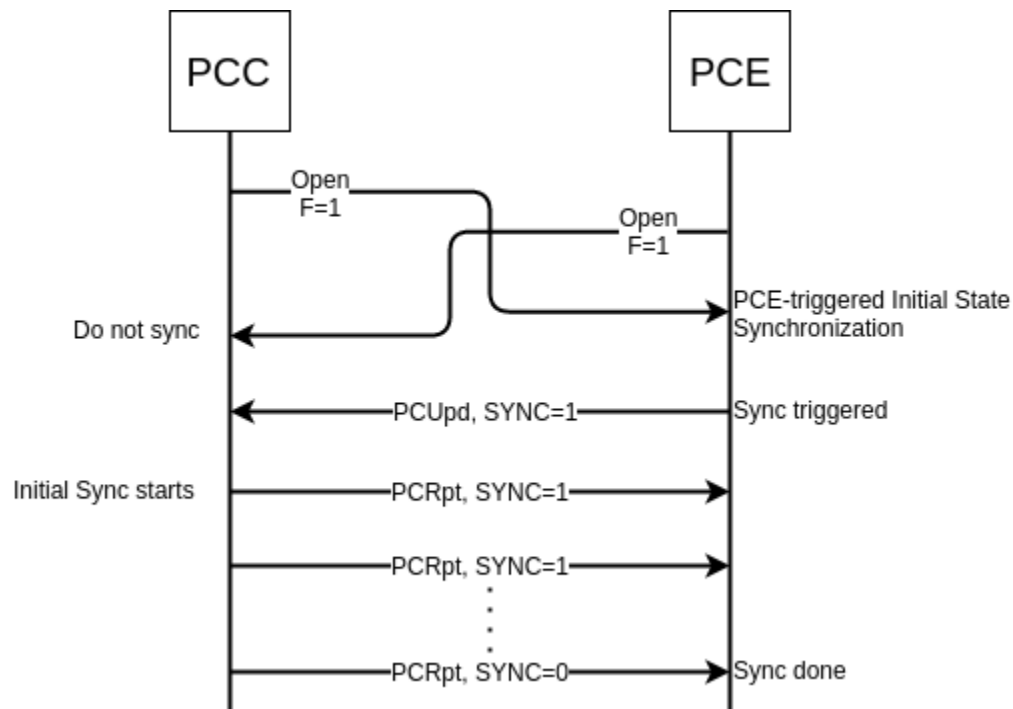 PCC
PCE
Open
F=1
Open
F=1
PCE-triggered Initial State
Synchronization
Do not sync
PCUpd, SYNC=1
Sync triggered
Initial Sync starts
PCRpt, SYNC=1
PCRpt, SYNC=1
PCRpt, SYNC=0
Sync done